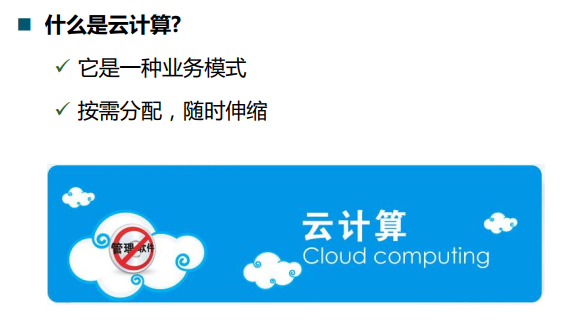 什么是云计算?
它是一种业务模式
按需分配，随时伸缩
管理软件
云计算
Cloud computing